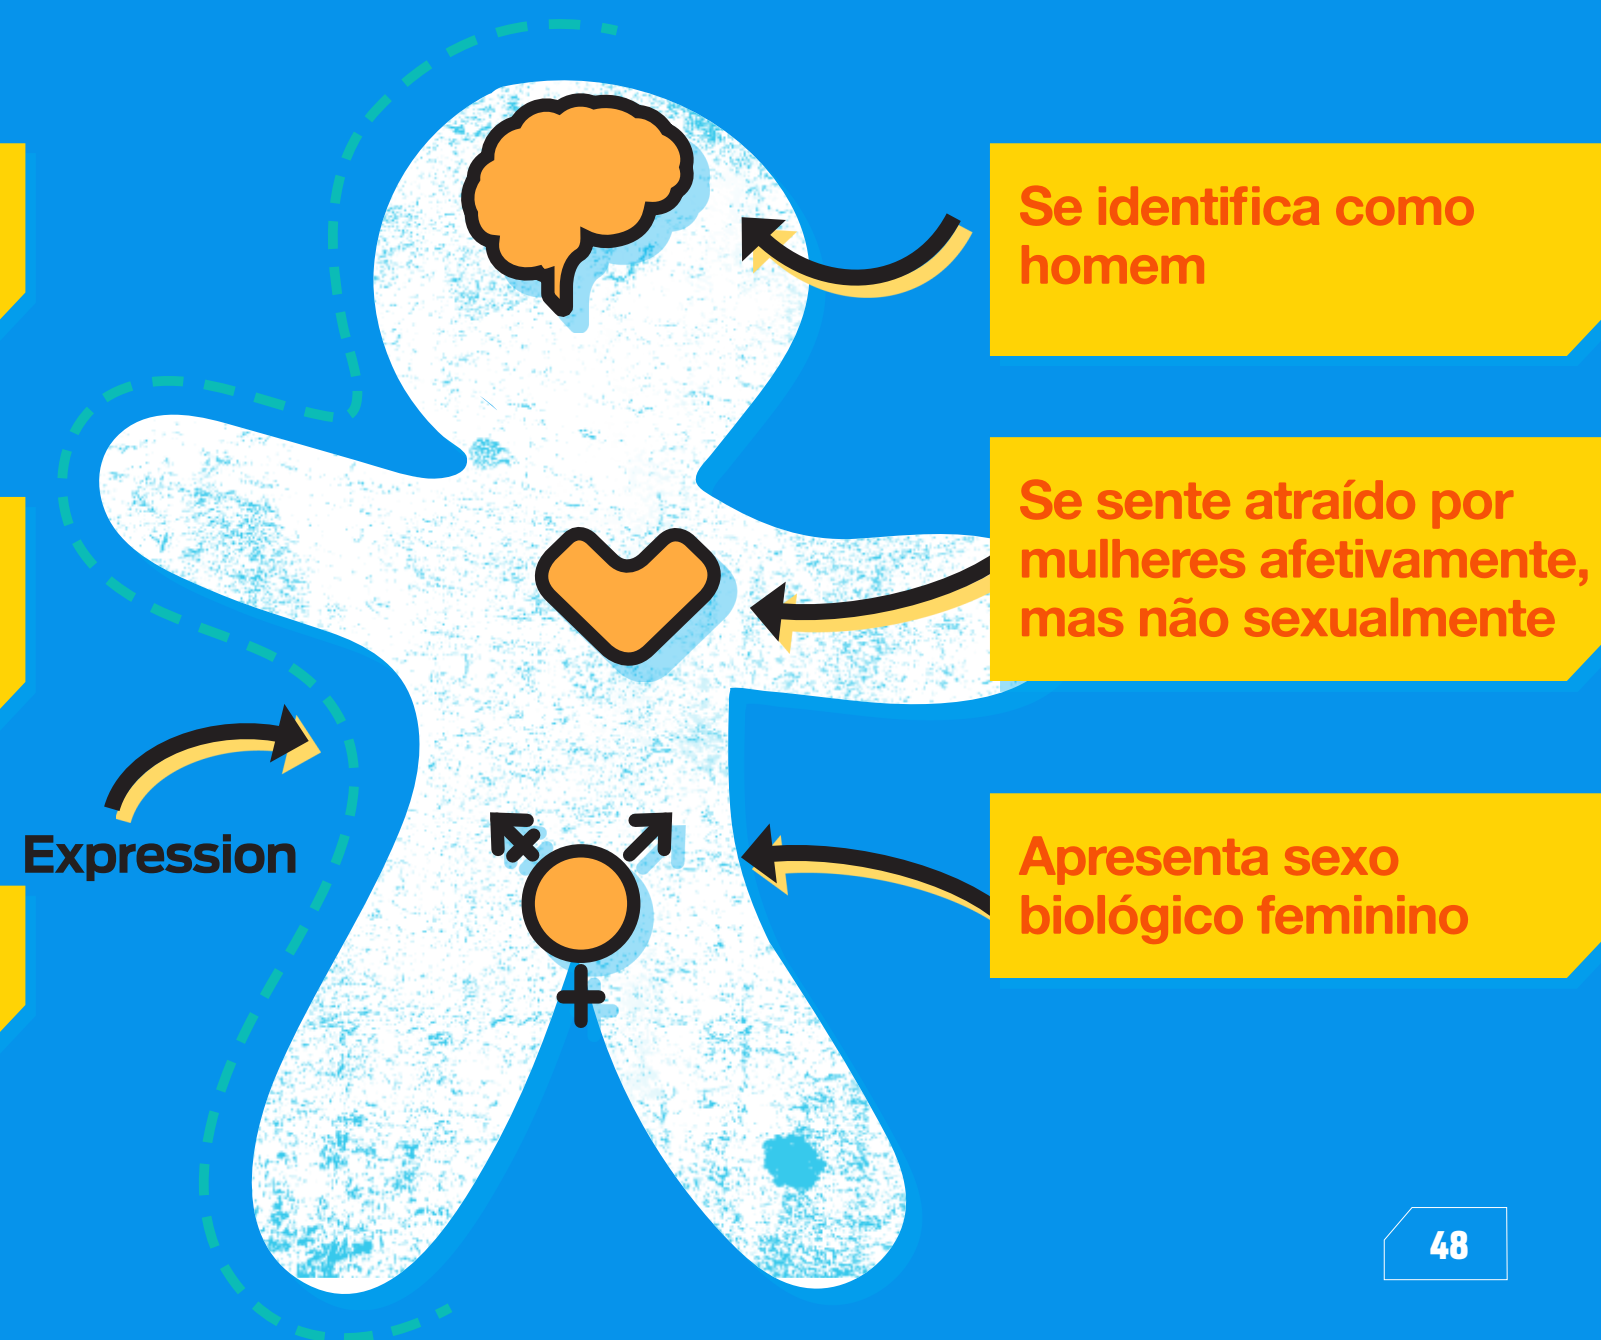 Se identifica como
homem
Se sente atraído por
mulheres afetivamente,
mas não sexualmente
Expression
Apresenta sexo
biológico feminino
48